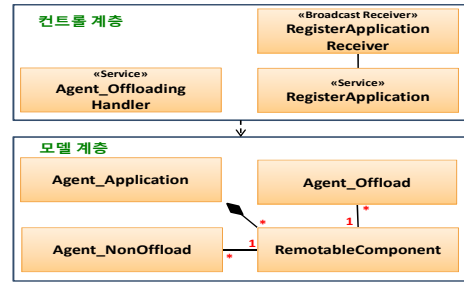 컨트롤 계층
«Broadcast Receiver»
RegisterApplication
Receiver
«Service»
Agent_Offloading
Handler
«Service»
RegisterApplication
모델 계층
Agent_Application
Agent_Offload
*
*
1
Agent_NonOffload
1
*
RemotableComponent